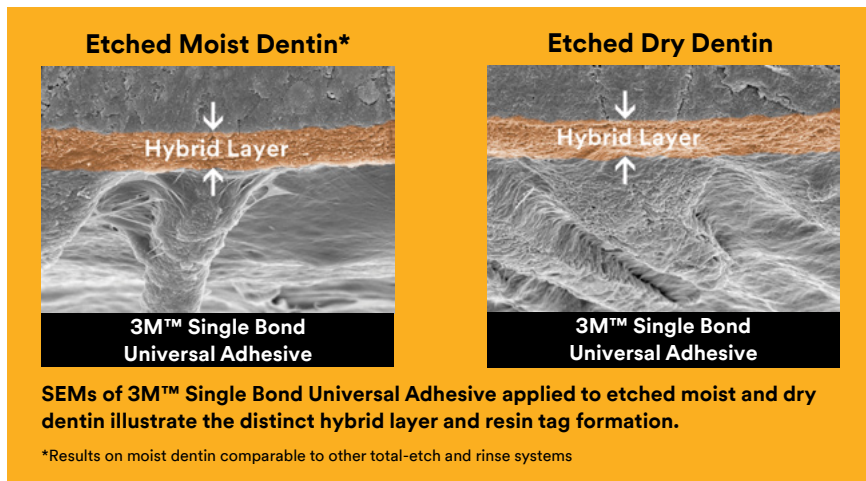 Etched Moist Dentin*
Etched Dry Dentin
Hybrid Layer
Hybrid Layer
3M™ Single Bond
Universal Adhesive
3M™ Single Bond
Universal Adhesive
SEMs of 3M™ Single Bond Universal Adhesive applied to etched moist and dry
dentin illustrate the distinct hybrid layer and resin tag formation.
*Results on moist dentin comparable to other total-etch and rinse systems